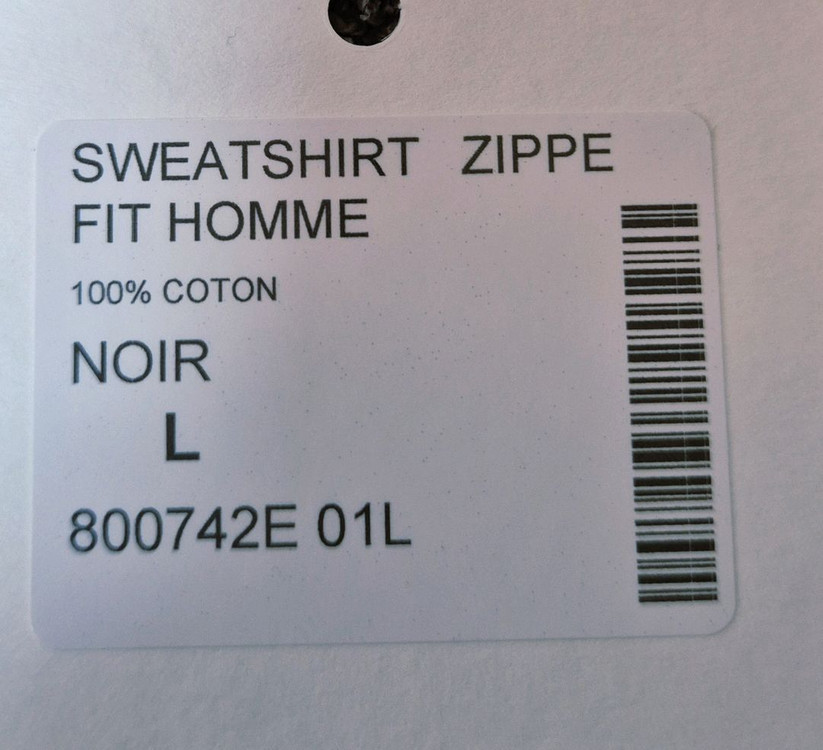 SWEATSHIRT ZIPPE
FIT HOMME
100% COTON
NOIR
L
800742E 01L